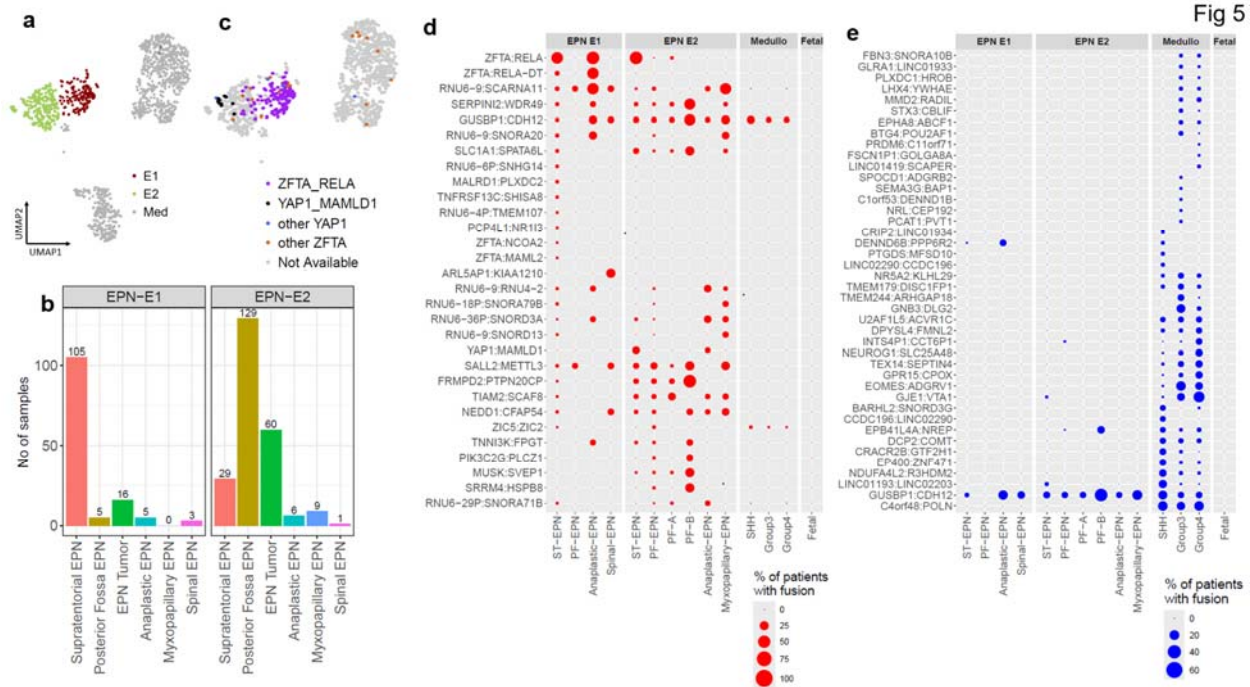 Fig 5
a
E1
E2
Med
UMAP2
UMAP1
c
ZFTA_RELA
YAP1_MAMLD1
other YAP1
other ZFTA
Not Available
b
EPN-E1
EPN-E2
No of samples
100
50
0
105
5
16
5
0
3
29
129
60
6
9
1
Supratentorial EPN
Posterior Fossa EPN
EPN Tumor
Anaplastic EPN
Myxopapillary EPN
Spinal EPN
Supratentorial EPN
Posterior Fossa EPN
EPN Tumor
Anaplastic EPN
Myxopapillary EPN
Spinal EPN
d
EPN E1
EPN E2
Medullo
Fetal
ZFTA:RELA
ZFTA:RELA-DT
RNU6-9:SCARNA11
SERPINI2:WDR49
GUSBP1:CDH12
RNU6-9:SNORA20
SLC1A1:SPATA6L
RNU6-6P:SNHG14
MALRD1:PLXDC2
TNFRSF13C:SHISA8
RNU6-4P:TMEM107
PCP4L1:NR1I3
ZFTA:NCOA2
ZFTA:MAML2
ARL5AP1:KIAA1210
RNU6-9:RNU4-2
RNU6-18P:SNORA79B
RNU6-36P:SNORD3A
RNU6-9:SNORD13
YAP1:MAMLD1
SALL2:METTL3
FRMPD2:PTPN20CP
TIAM2:SCAF8
NEDD1:CFAP54
ZIC5:ZIC2
TNNI3K:FPGT
PIK3C2G:PLCZ1
MUSK:SVEP1
SRRM4:HSPB8
RNU6-29P:SNORA71B
ST-EPN
PF-EPN
Anaplastic-EPN
Spinal-EPN
ST-EPN
PF-EPN
PF-A
PF-B
Anaplastic-EPN
Myxopapillary-EPN
SHH
Group3
Group4
Fetal
% of patients
with fusion
0
25
50
75
100
e
EPN E1
EPN E2
Medullo
Fetal
FBN3:SNORA10B
GLRA1:LINC01933
PLXDC1:HROB
LHX4:YWHAE
MMD2:RADIL
STX3:CBLIF
EPHA8:ABCF1
BTG4:POU2AF1
PRDM6:C11orf71
FSCN1P1:GOLGA8A
LINC01419:SCAPER
SPOCD1:ADGRB2
SEMA3G:BAP1
C1orf53:DENND1B
NRL:CEP192
PCAT1:PVT1
CRIP2:LINC01934
DENND6B:PPP6R2
PTGDS:MFSD10
LINC02290:CCDC196
NR5A2:KLHL29
TMEM179:DISC1FP1
TMEM244:ARHGAP18
GNB3:DLG2
U2AF1L5:ACVR1C
DPYSL4:FMNL2
INTS4P1:CCT6P1
NEUROG1:SLC25A48
TEX14:SEPTIN4
GPR15:CPOX
EOMES:ADGRV1
GJE1:VTA1
BARHL2:SNORD3G
CCDC196:LINC02290
EPB41L4A:NREP
DCP2:COMT
CRACR2B:GTF2H1
EP400:ZNF471
NDUFA4L2:R3HDM2
LINC01193:LINC02203
GUSBP1:CDH12
C4orf48:POLN
ST-EPN
PF-EPN
Anaplastic-EPN
Spinal-EPN
ST-EPN
PF-EPN
PF-A
PF-B
Anaplastic-EPN
Myxopapillary-EPN
SHH
Group3
Group4
Fetal
% of patients
with fusion
0
20
40
60